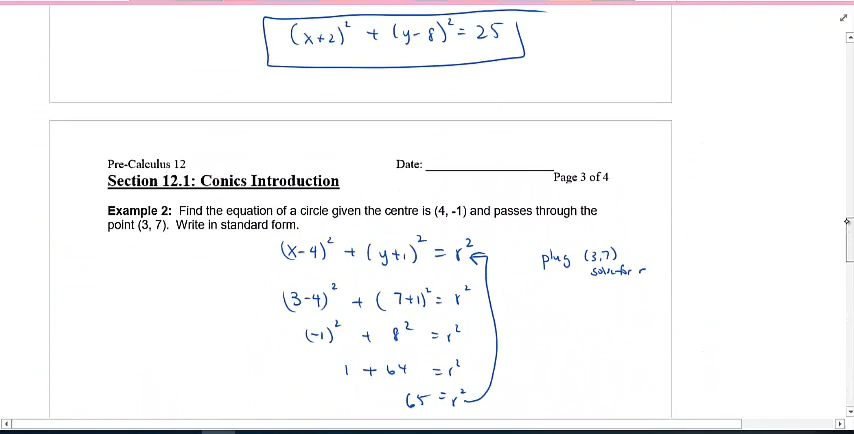 (x+2)² + (y-8)² = 25
Pre-Calculus 12 Date: ____________________
Page 3 of 4
Section 12.1: Conics Introduction
Example 2: Find the equation of a circle given the centre is (4, -1) and passes through the
point (3, 7). Write in standard form.
(x-4)² + (y+1)² = r²
plug (3,7)
solve for r
(3-4)² + (7+1)² = r²
(-1)² + 8² = r²
1 + 64 = r²
65 = r²